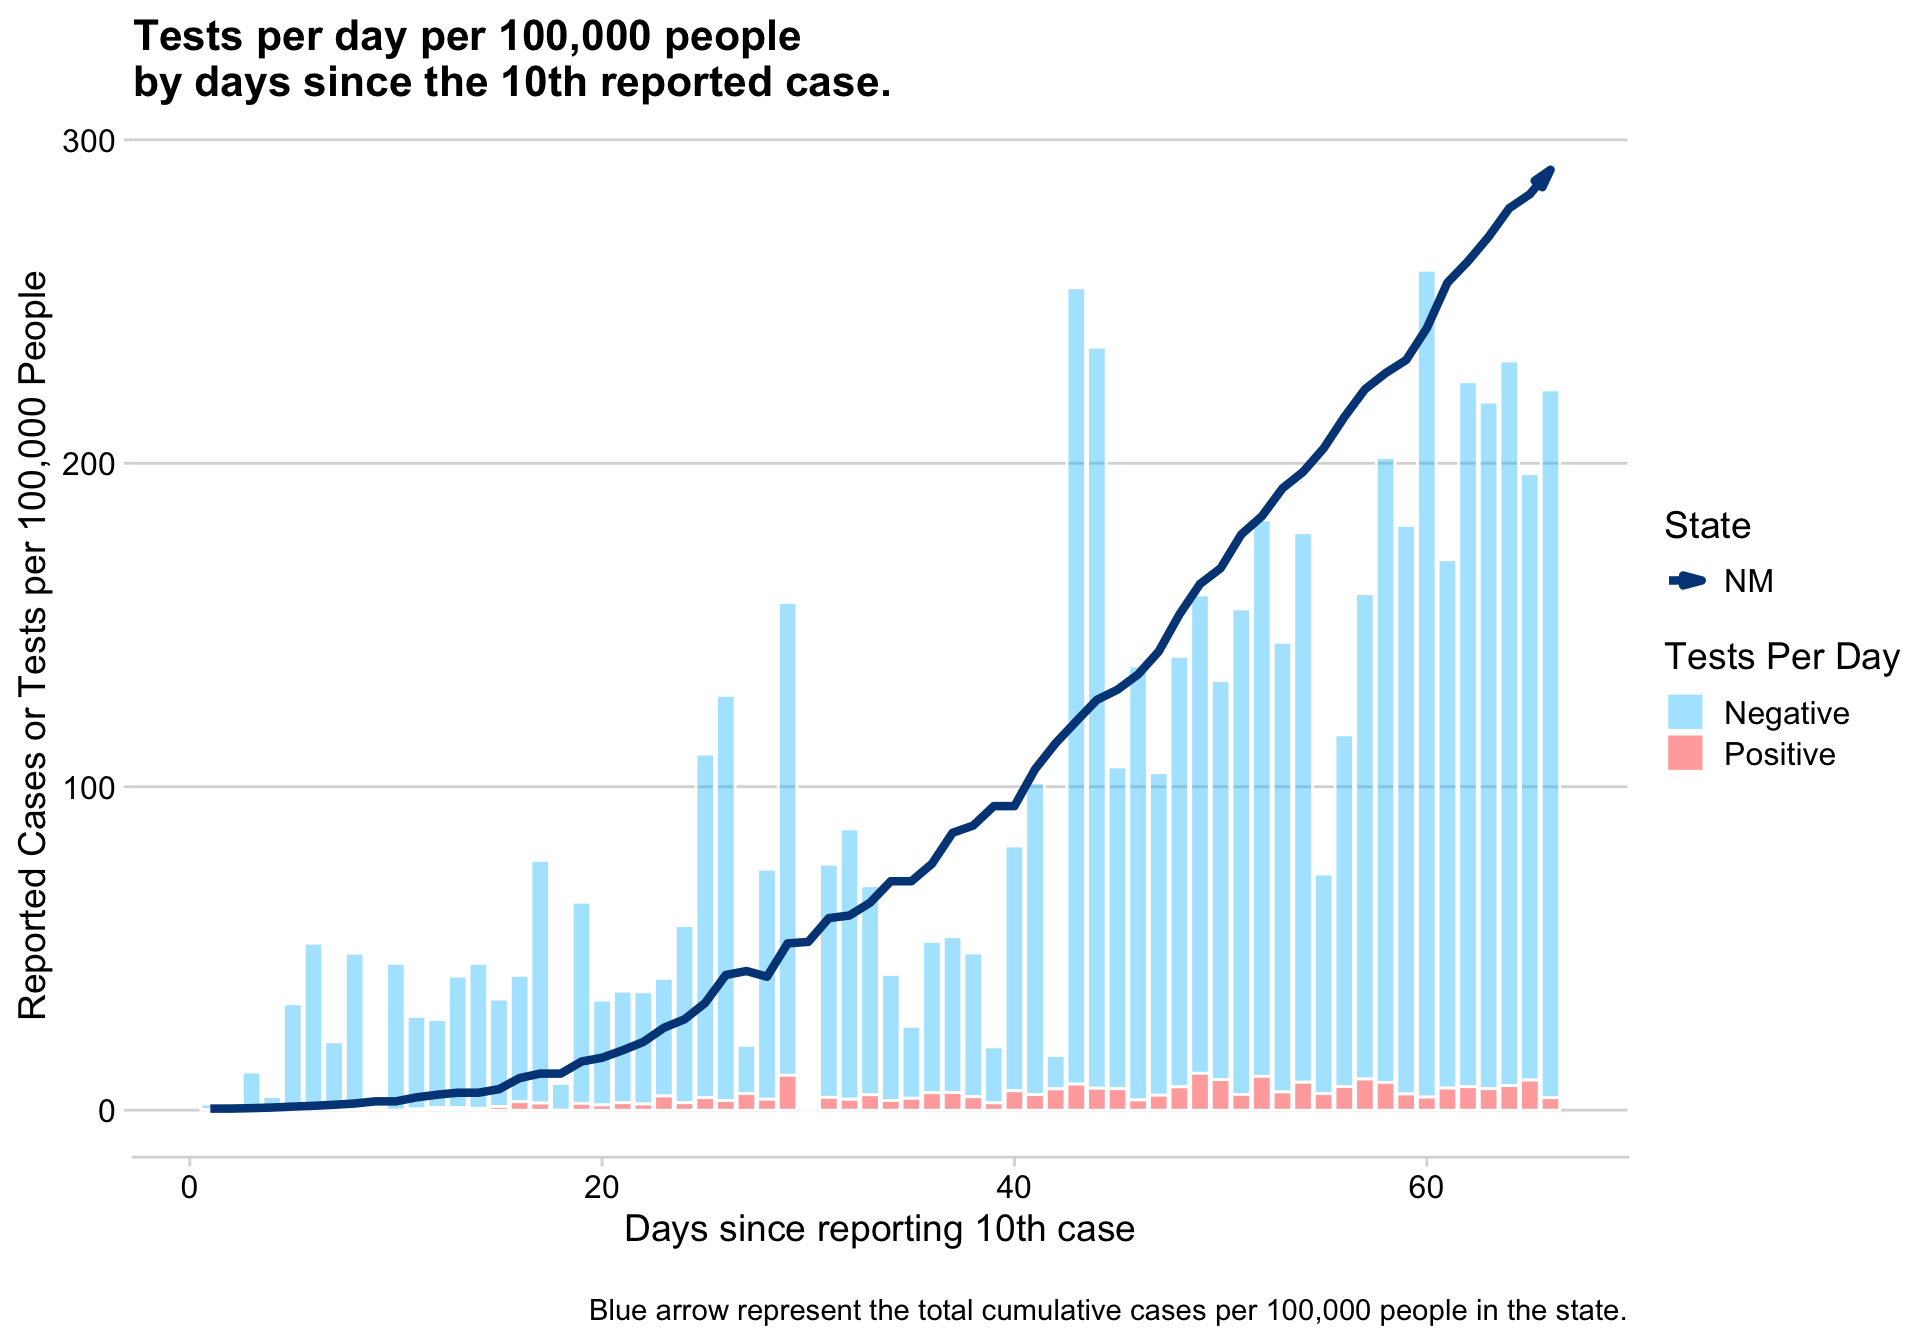 Tests per day per 100,000 people
by days since the 10th reported case.
Reported Cases or Tests per 100,000 People
300
200
100
0
0
20
40
60
Days since reporting 10th case
State
NM
Tests Per Day
Negative
Positive
Blue arrow represent the total cumulative cases per 100,000 people in the state.